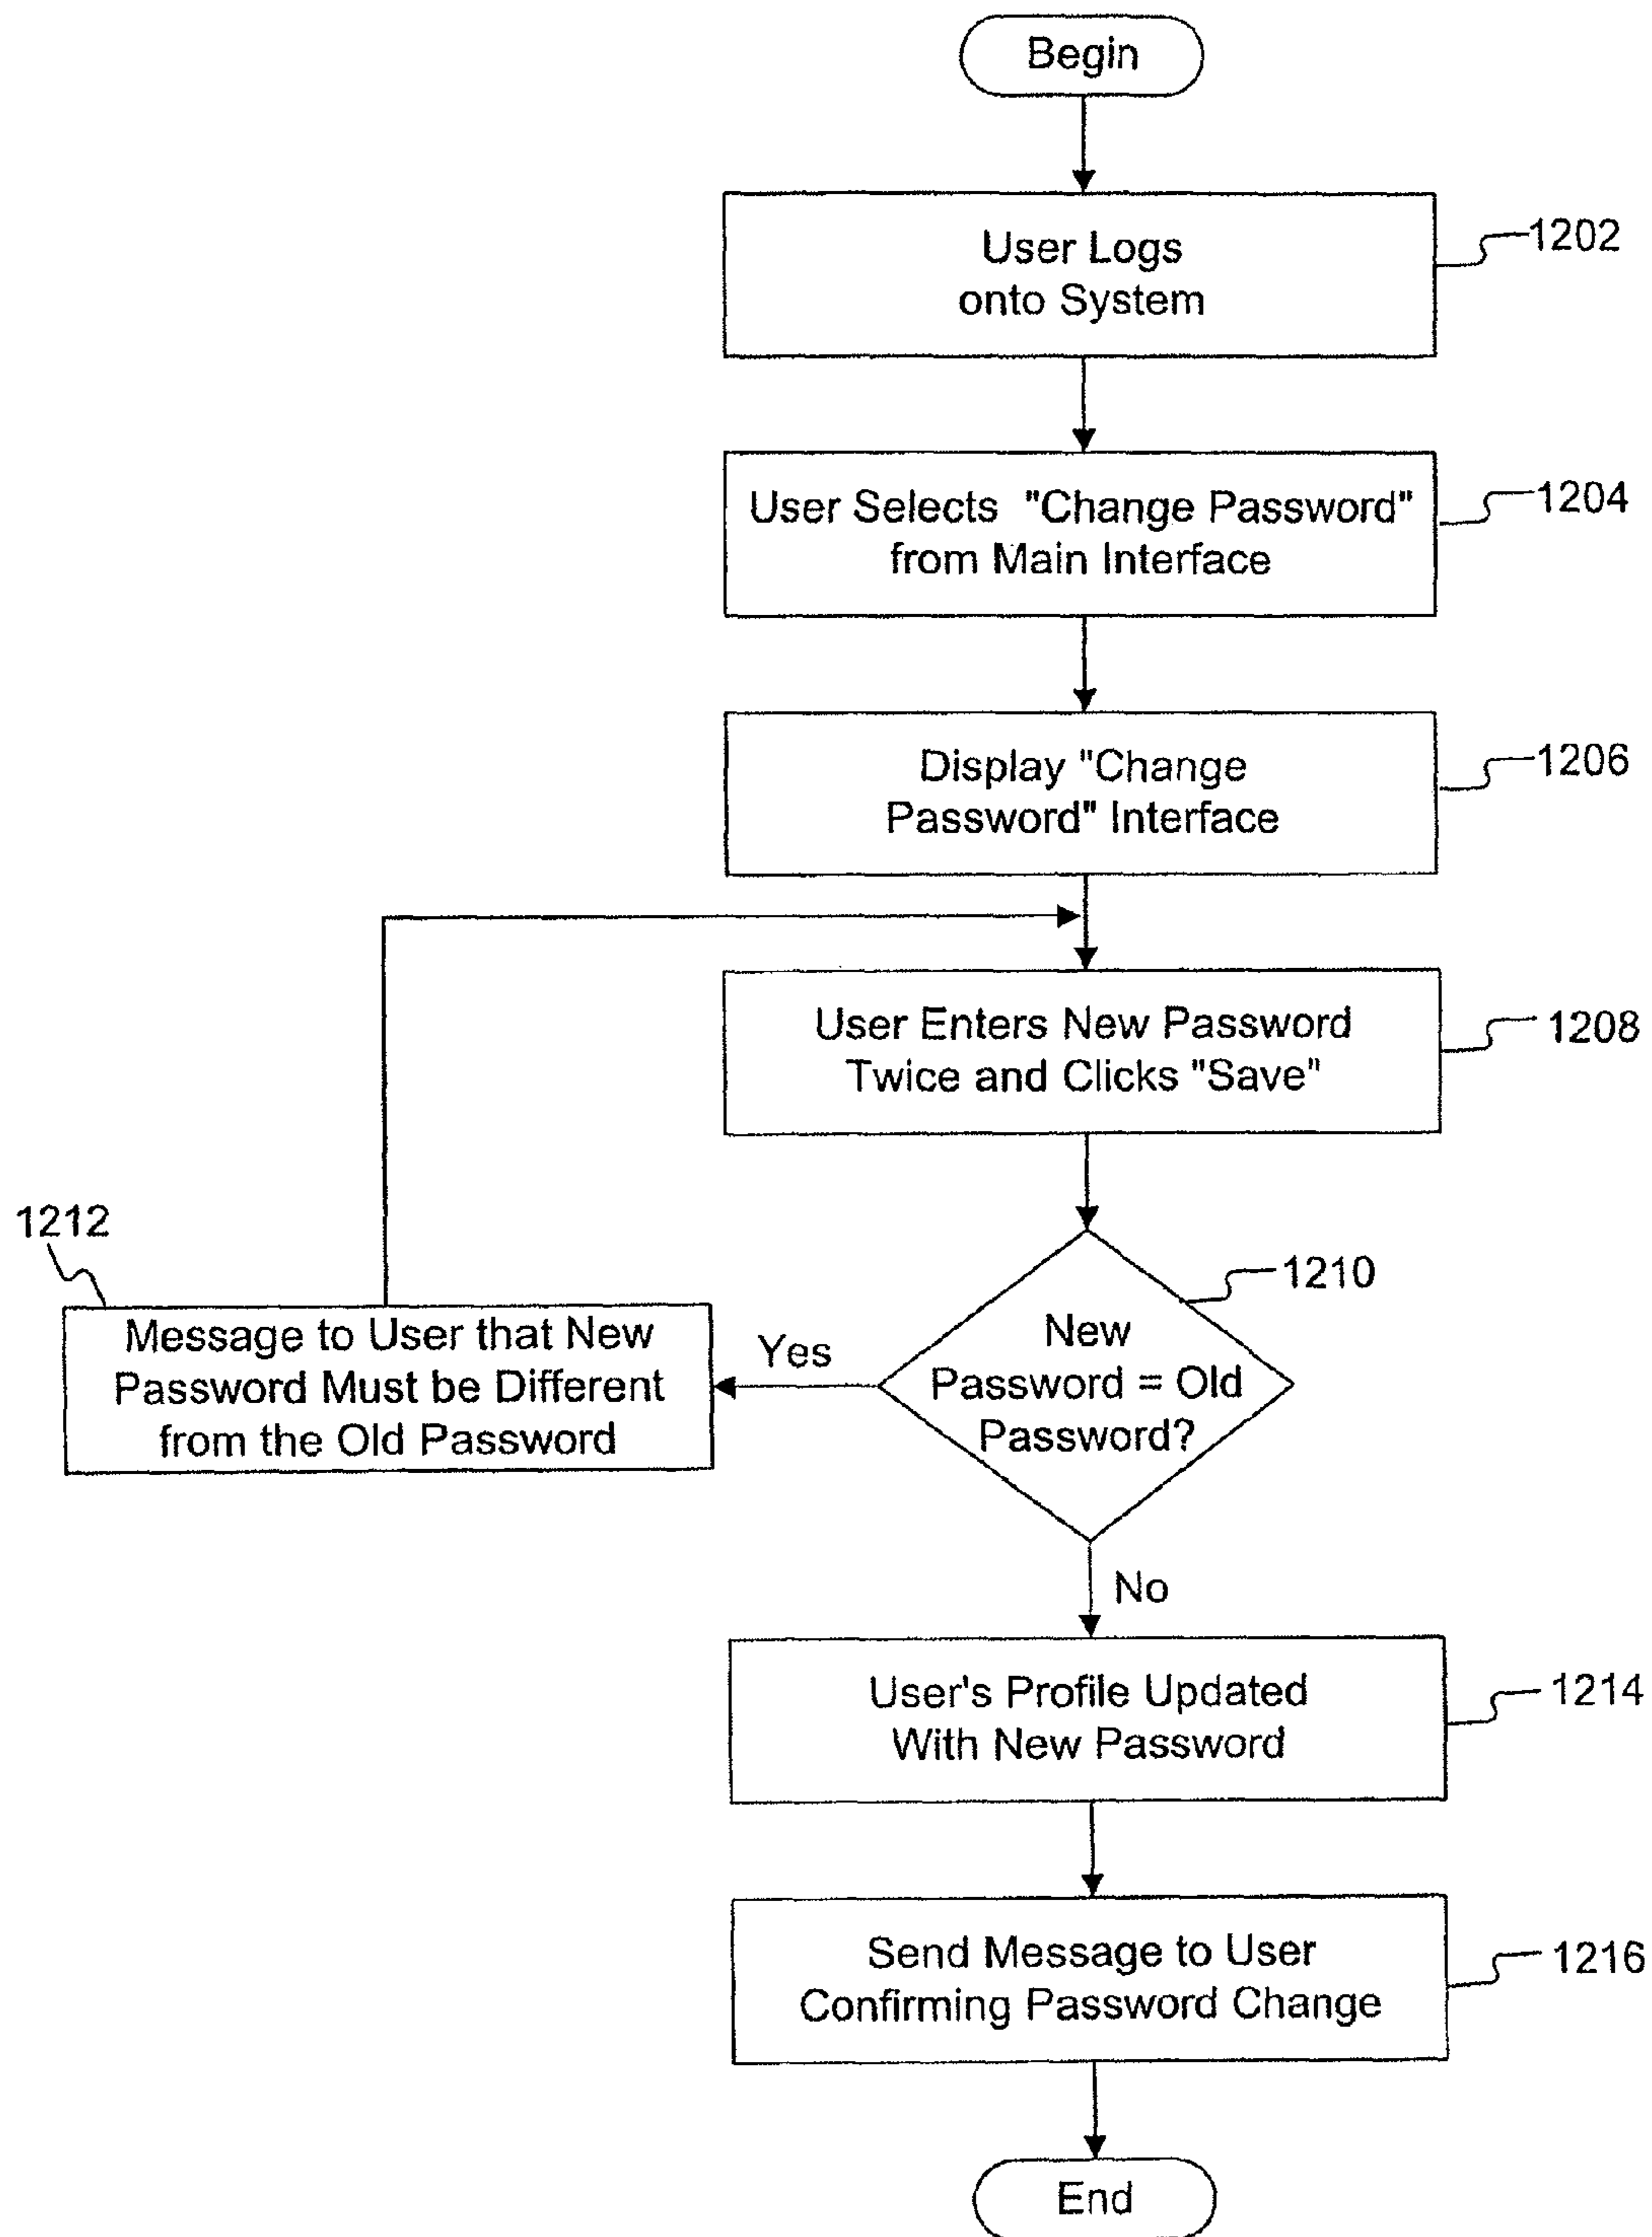 Begin
User Logs
onto System
1202
User Selects "Change Password"
from Main Interface
1204
Display "Change
Password" Interface
1206
User Enters New Password
Twice and Clicks "Save"
1208
New
Password = Old
Password?
1210
Yes
1212
Message to User that New
Password Must be Different
from the Old Password
No
User's Profile Updated
With New Password
1214
Send Message to User
Confirming Password Change
1216
End